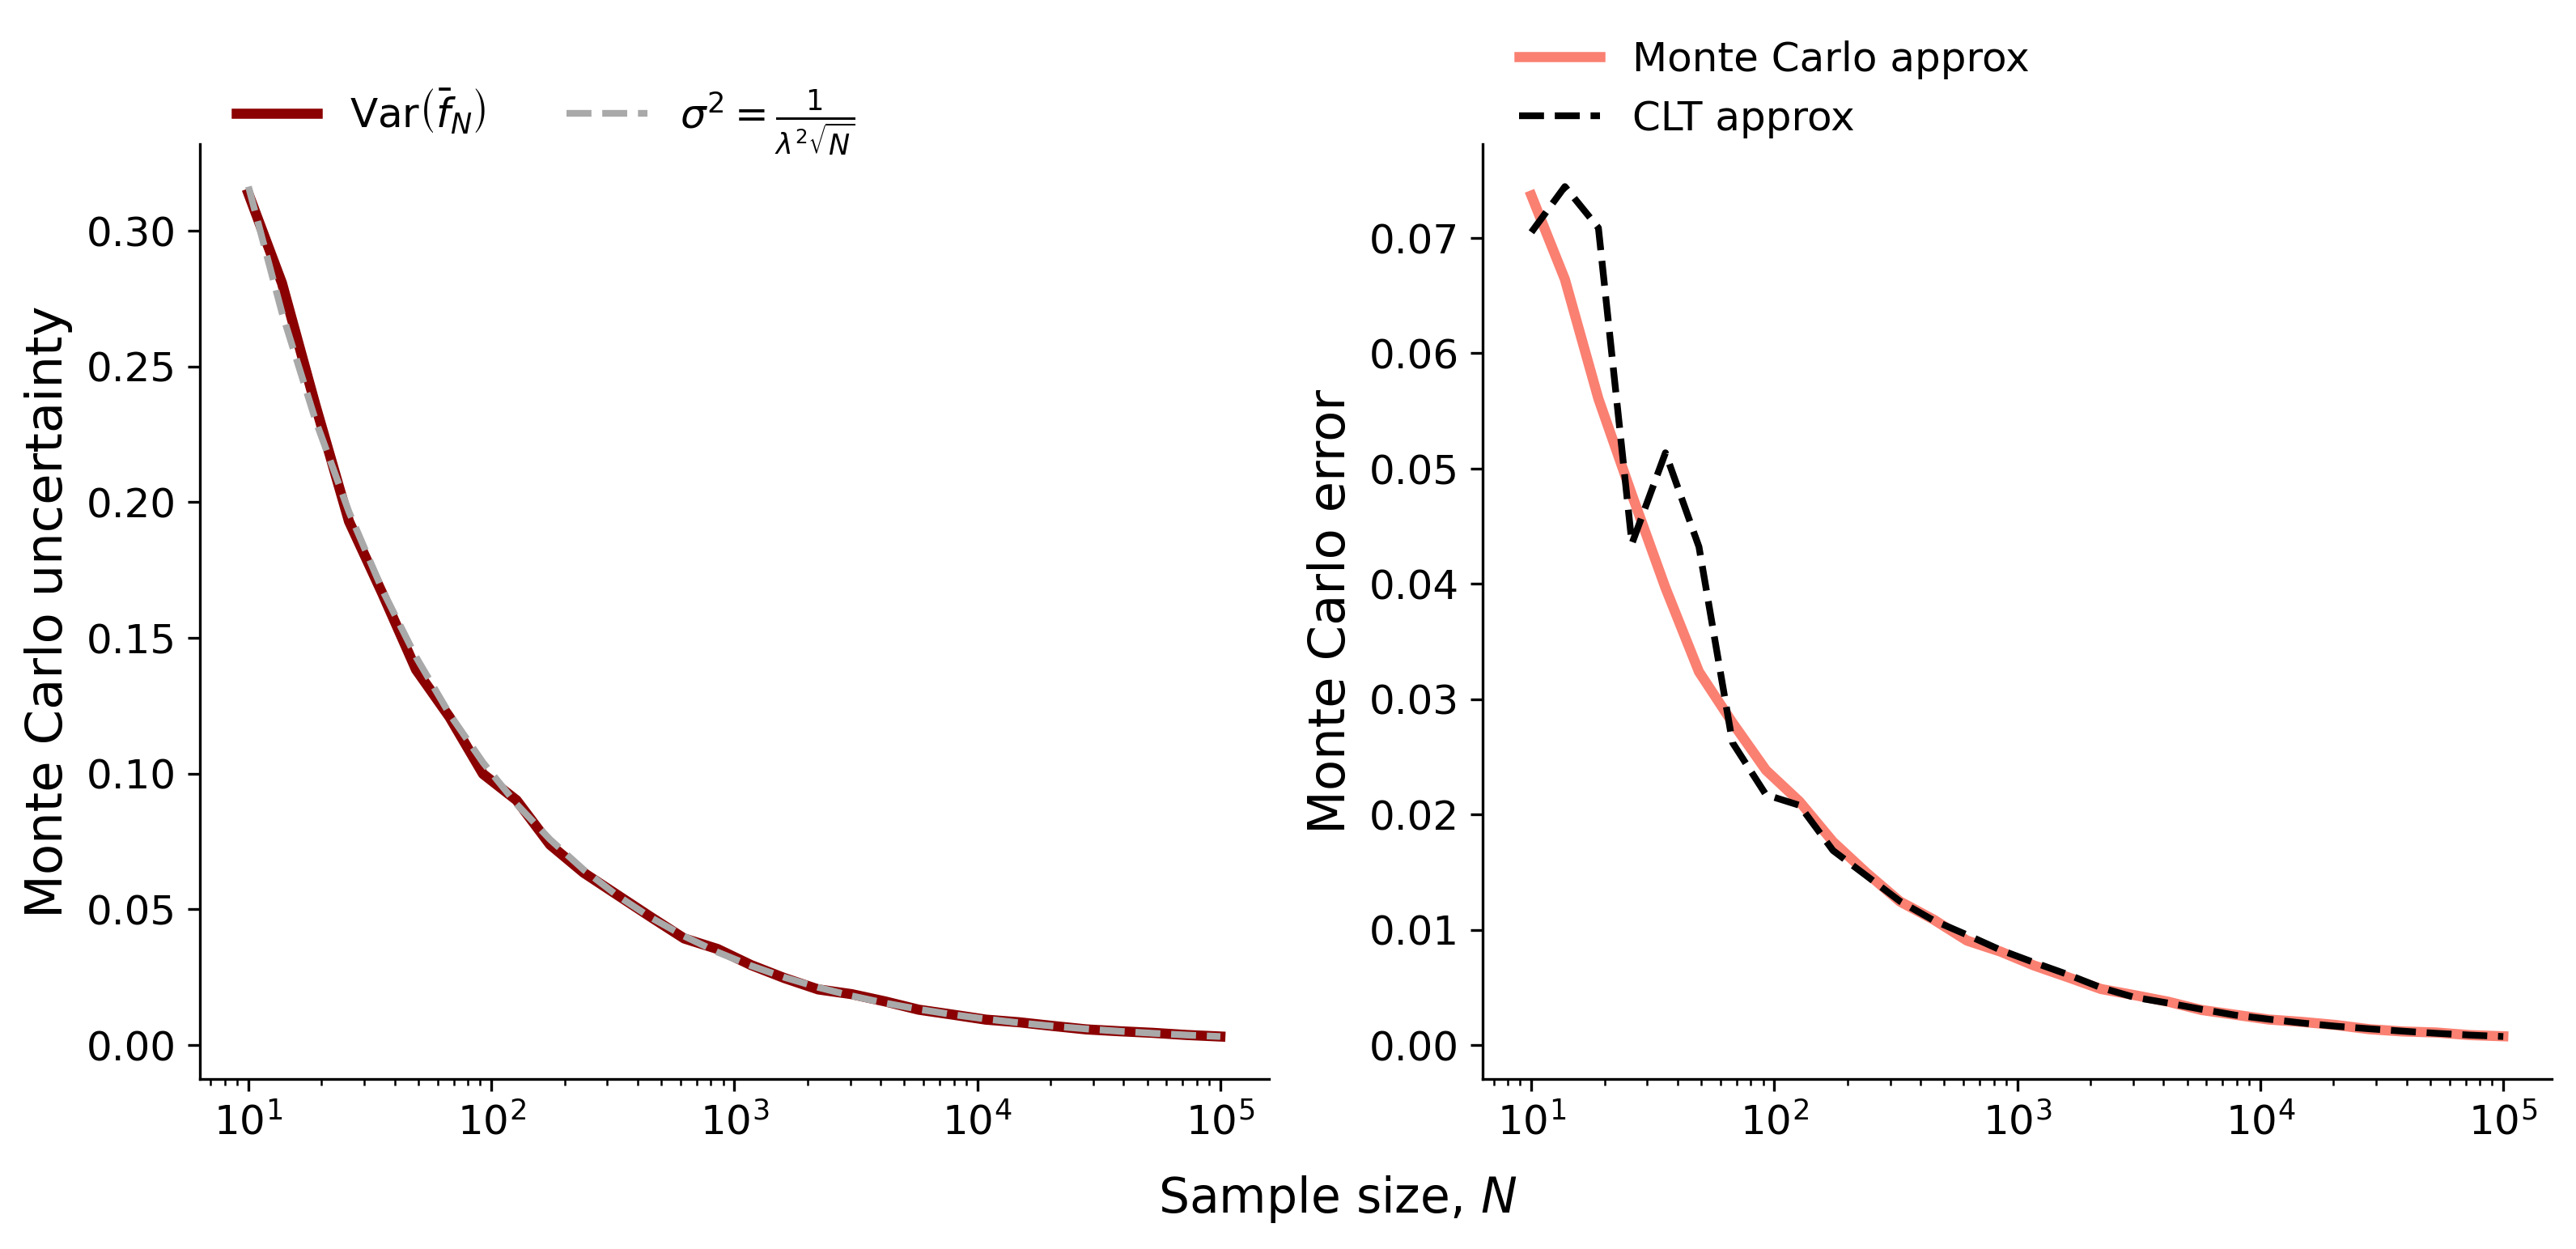 Var(f̄_N)
σ² = 1/(λ²√N)
Monte Carlo uncertainty
0.30
0.25
0.20
0.15
0.10
0.05
0.00
10¹ 10² 10³ 10⁴ 10⁵
Monte Carlo approx
CLT approx
Monte Carlo error
0.07
0.06
0.05
0.04
0.03
0.02
0.01
0.00
10¹ 10² 10³ 10⁴ 10⁵
Sample size, N